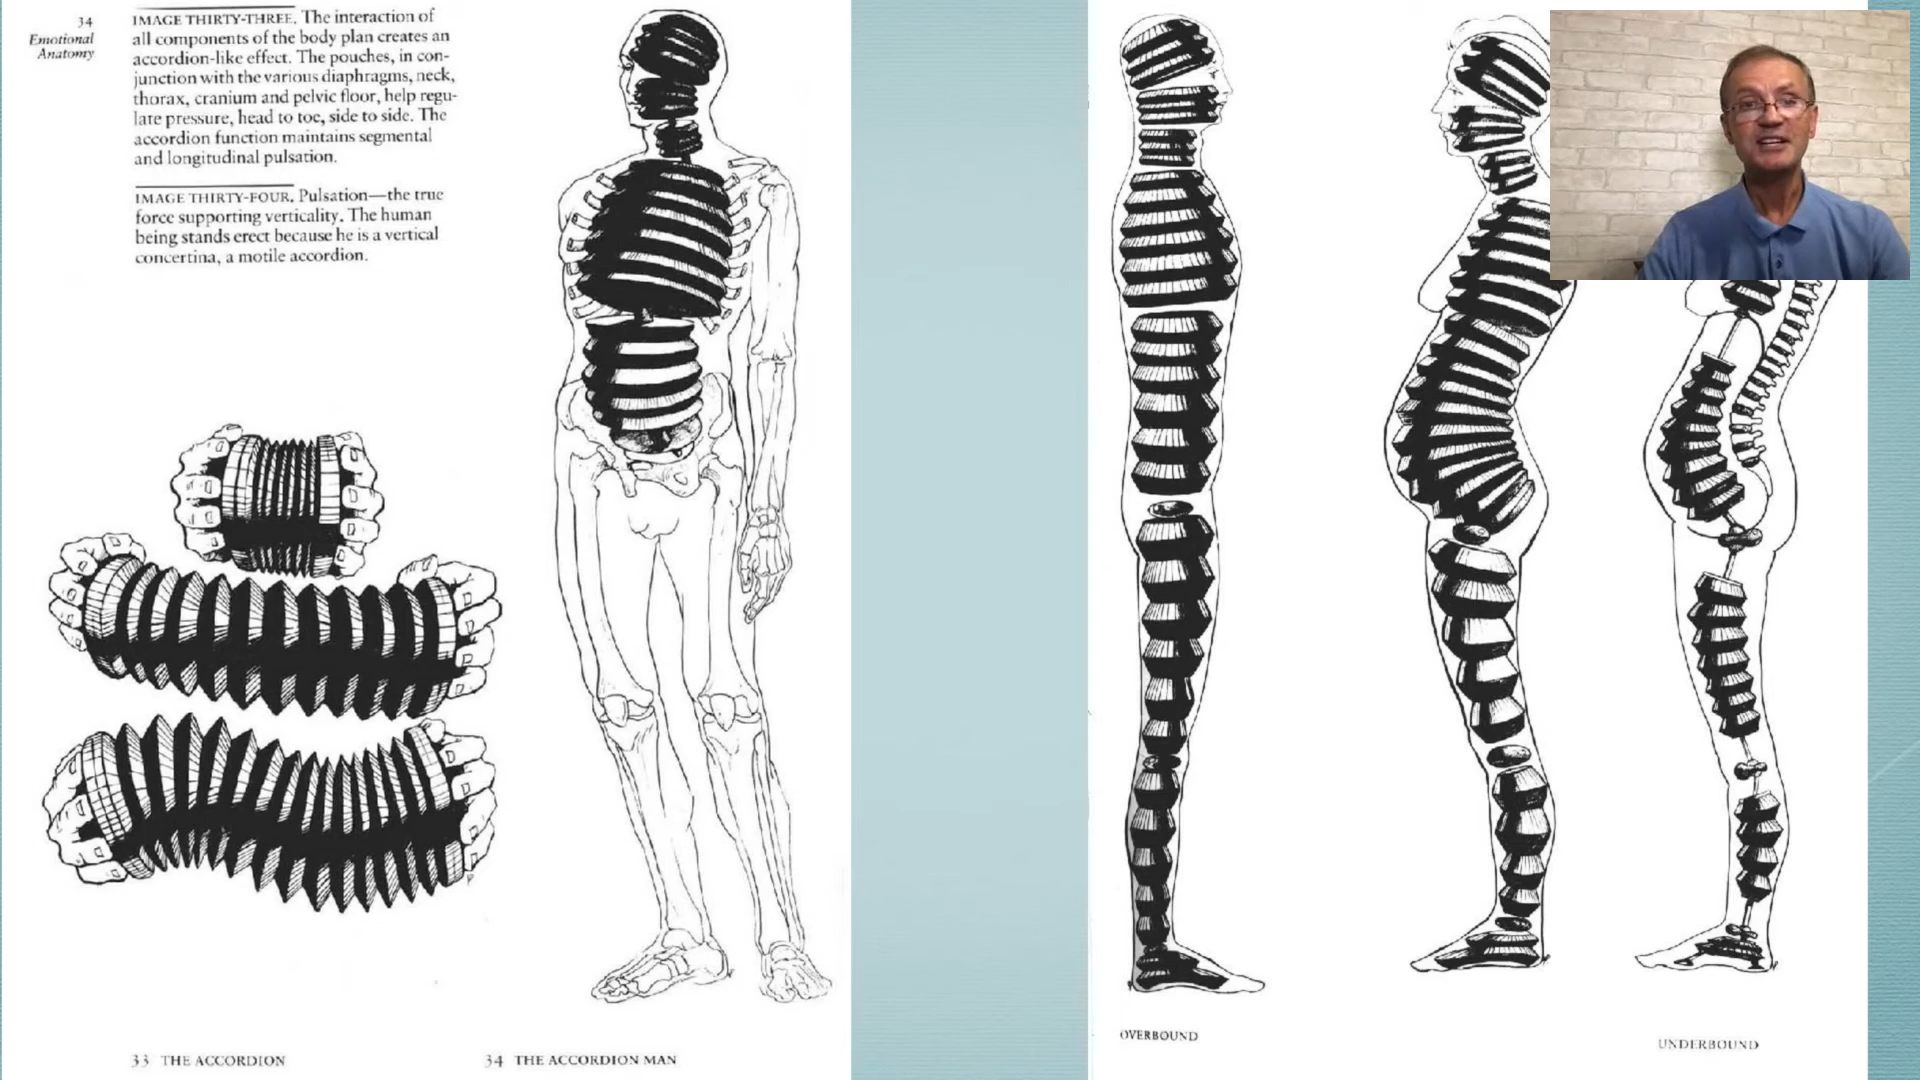 34
Emotional
Anatomy
IMAGE THIRTY-THREE. The interaction of
all components of the body plan creates an
accordion-like effect. The pouches, in con-
junction with the various diaphragms, neck,
thorax, cranium and pelvic floor, help regu-
late pressure, head to toe, side to side. The
accordion function maintains segmental
and longitudinal pulsation.
IMAGE THIRTY-FOUR. Pulsation—the true
force supporting verticality. The human
being stands erect because he is a vertical
concertina, a motile accordion.
33 THE ACCORDION
34 THE ACCORDION MAN
OVERBOUND
UNDERBOUND